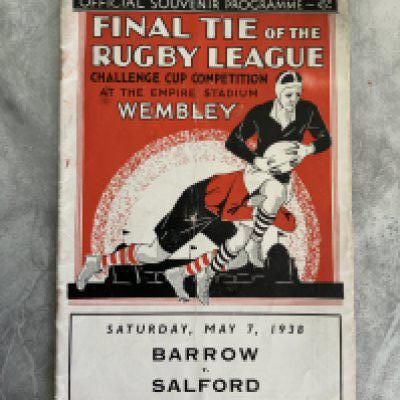 OFFICIAL SOUVENIR PROGRAMME
FINAL TIE OF THE
RUGBY LEAGUE
CHALLENGE CUP COMPETITION
AT THE EMPIRE STADIUM
WEMBLEY
SATURDAY, MAY 7, 1938
BARROW
v.
SALFORD